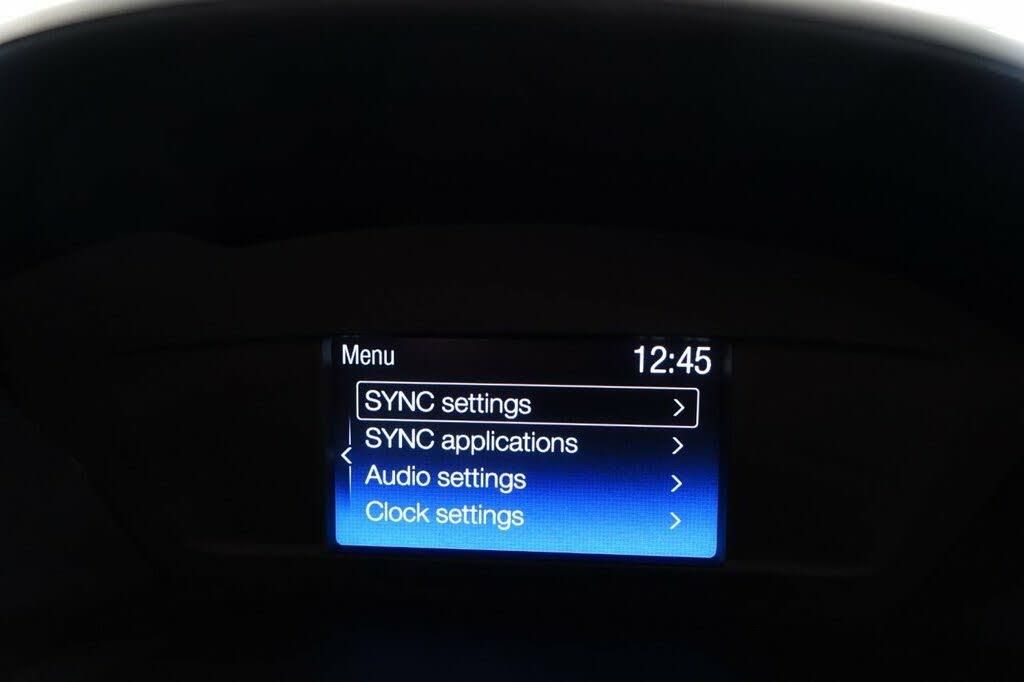 Menu 12:45
SYNC settings
SYNC applications
Audio settings
Clock settings